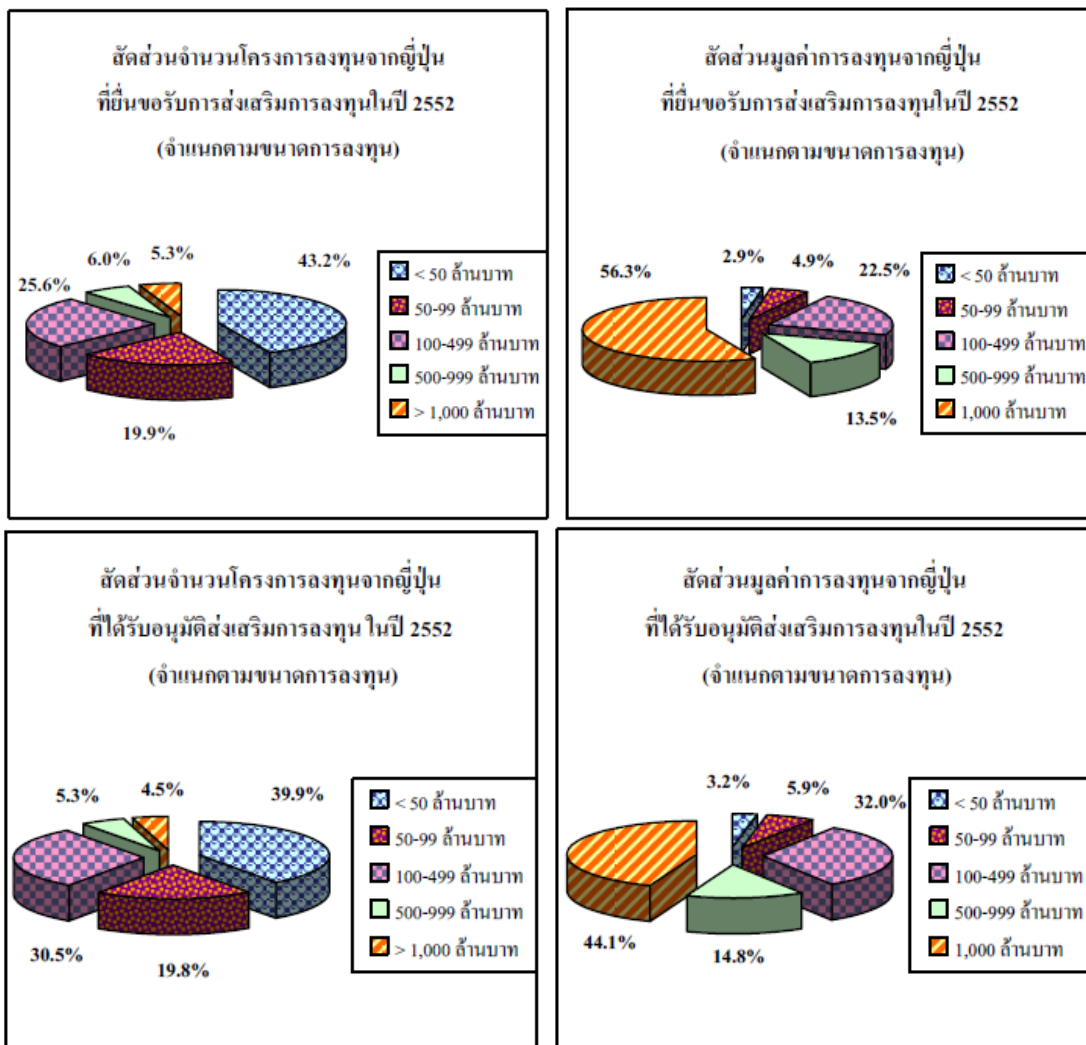 สัดส่วนจำนวนโครงการลงทุนจากญี่ปุ่น
ที่ยื่นขอรับการส่งเสริมการลงทุนในปี 2552
(จำแนกตามขนาดการลงทุน)
43.2%
19.9%
25.6%
6.0%
5.3%
< 50 ล้านบาท
50-99 ล้านบาท
100-499 ล้านบาท
500-999 ล้านบาท
> 1,000 ล้านบาท
สัดส่วนมูลค่าการลงทุนจากญี่ปุ่น
ที่ยื่นขอรับการส่งเสริมการลงทุนในปี 2552
(จำแนกตามขนาดการลงทุน)
2.9%
4.9%
22.5%
13.5%
56.3%
< 50 ล้านบาท
50-99 ล้านบาท
100-499 ล้านบาท
500-999 ล้านบาท
1,000 ล้านบาท
สัดส่วนจำนวนโครงการลงทุนจากญี่ปุ่น
ที่ได้รับอนุมัติส่งเสริมการลงทุน ในปี 2552
(จำแนกตามขนาดการลงทุน)
39.9%
19.8%
30.5%
5.3%
4.5%
< 50 ล้านบาท
50-99 ล้านบาท
100-499 ล้านบาท
500-999 ล้านบาท
> 1,000 ล้านบาท
สัดส่วนมูลค่าการลงทุนจากญี่ปุ่น
ที่ได้รับอนุมัติส่งเสริมการลงทุนในปี 2552
(จำแนกตามขนาดการลงทุน)
3.2%
5.9%
32.0%
14.8%
44.1%
< 50 ล้านบาท
50-99 ล้านบาท
100-499 ล้านบาท
500-999 ล้านบาท
1,000 ล้านบาท